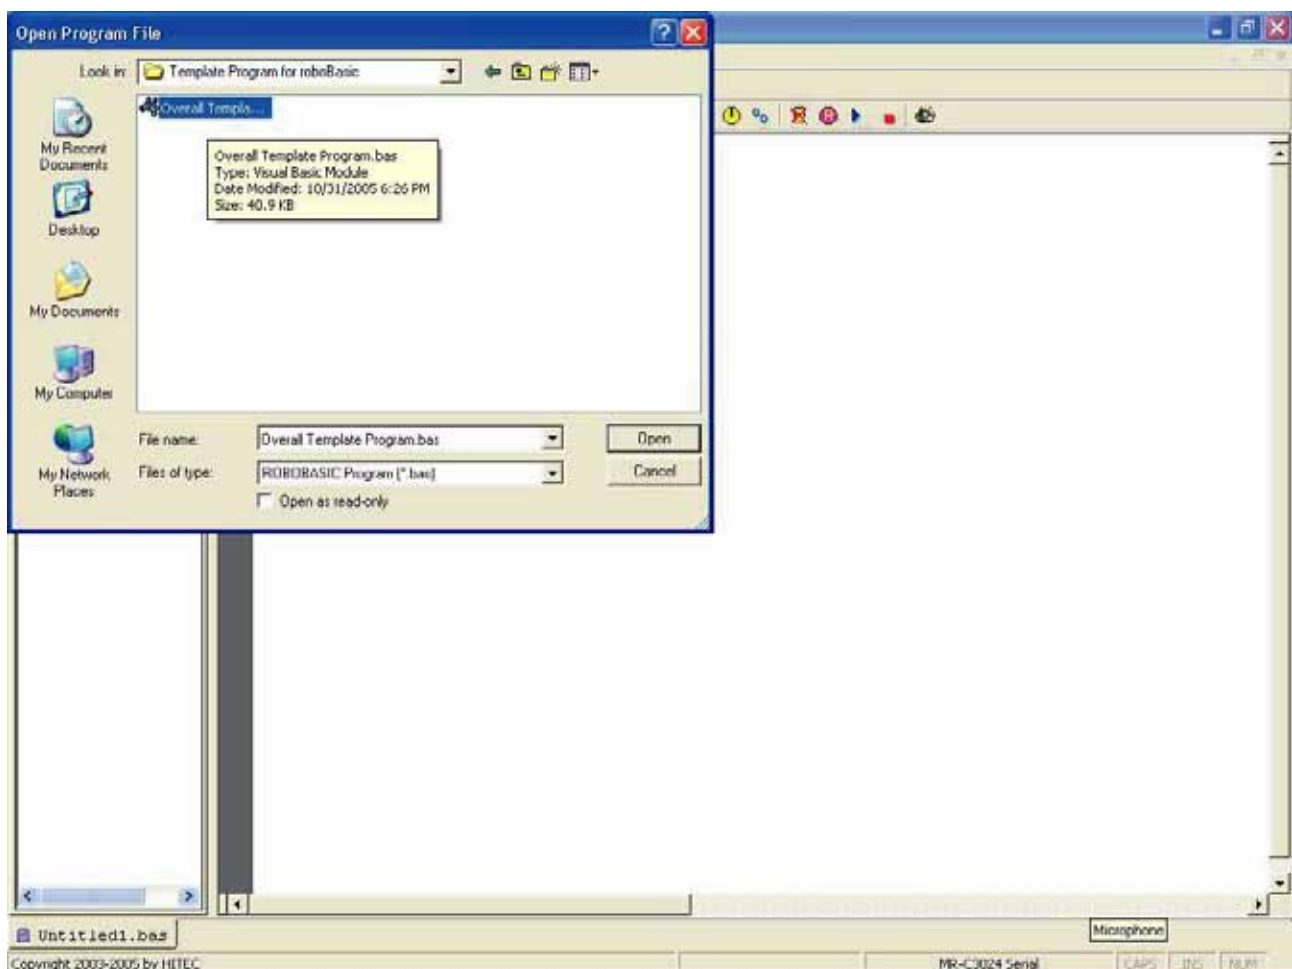 Open Program File
Look in: Template Program for roboBasic
Overall Templa...
My Recent
Documents
Overall Template Program.bas
Type: Visual Basic Module
Date Modified: 10/31/2005 6:26 PM
Size: 40.9 KB
Desktop
My Documents
My Computer
File name: Overall Template Program.bas Open
Files of type: ROBOBASIC Program (*.bas) Cancel
My Network
Places
Open as read-only
Untitled1.bas
Microphone
Copyright 2003-2005 by HITEC MR-C3024 Serial CAPS INS NUM